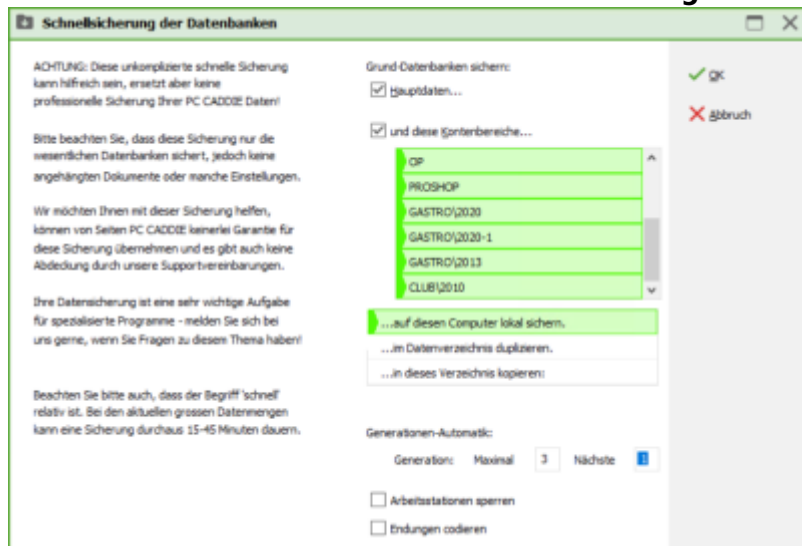 Schnellsicherung der Datenbanken
ACHTUNG: Diese unkomplizierte schnelle Sicherung
kann hilfreich sein, ersetzt aber keine
professionelle Sicherung Ihrer PC CADDIE Daten!
Bitte beachten Sie, dass diese Sicherung nur die
wesentlichen Datenbanken sichert, jedoch keine
angehängten Dokumente oder manche Einstellungen.
Wir möchten Ihnen mit dieser Sicherung helfen,
können von Seiten PC CADDIE keinerlei Garantie für
diese Sicherung übernehmen und es gibt auch keine
Abdeckung durch unsere Supportvereinbarungen.
Ihre Datensicherung ist eine sehr wichtige Aufgabe
für spezialisierte Programme - melden Sie sich bei
uns gerne, wenn Sie Fragen zu diesem Thema haben!
Beachten Sie bitte auch, dass der Begriff 'schnell'
relativ ist. Bei den aktuellen grossen Datenmengen
kann eine Sicherung durchaus 15-45 Minuten dauern.
Grund-Datenbanken sichern:
Hauptdaten...
und diese Kontenbereiche...
OP
PROSHOP
GASTRO\2020
GASTRO\2020-1
GASTRO\2013
CLUB\2010
...auf diesen Computer lokal sichern.
...im Datenverzeichnis duplizieren.
...in dieses Verzeichnis kopieren:
Generationen-Automatik:
Generation: Maximal 3 Nächste 1
Arbeitsstationen sperren
Endungen codieren
OK
Abbruch